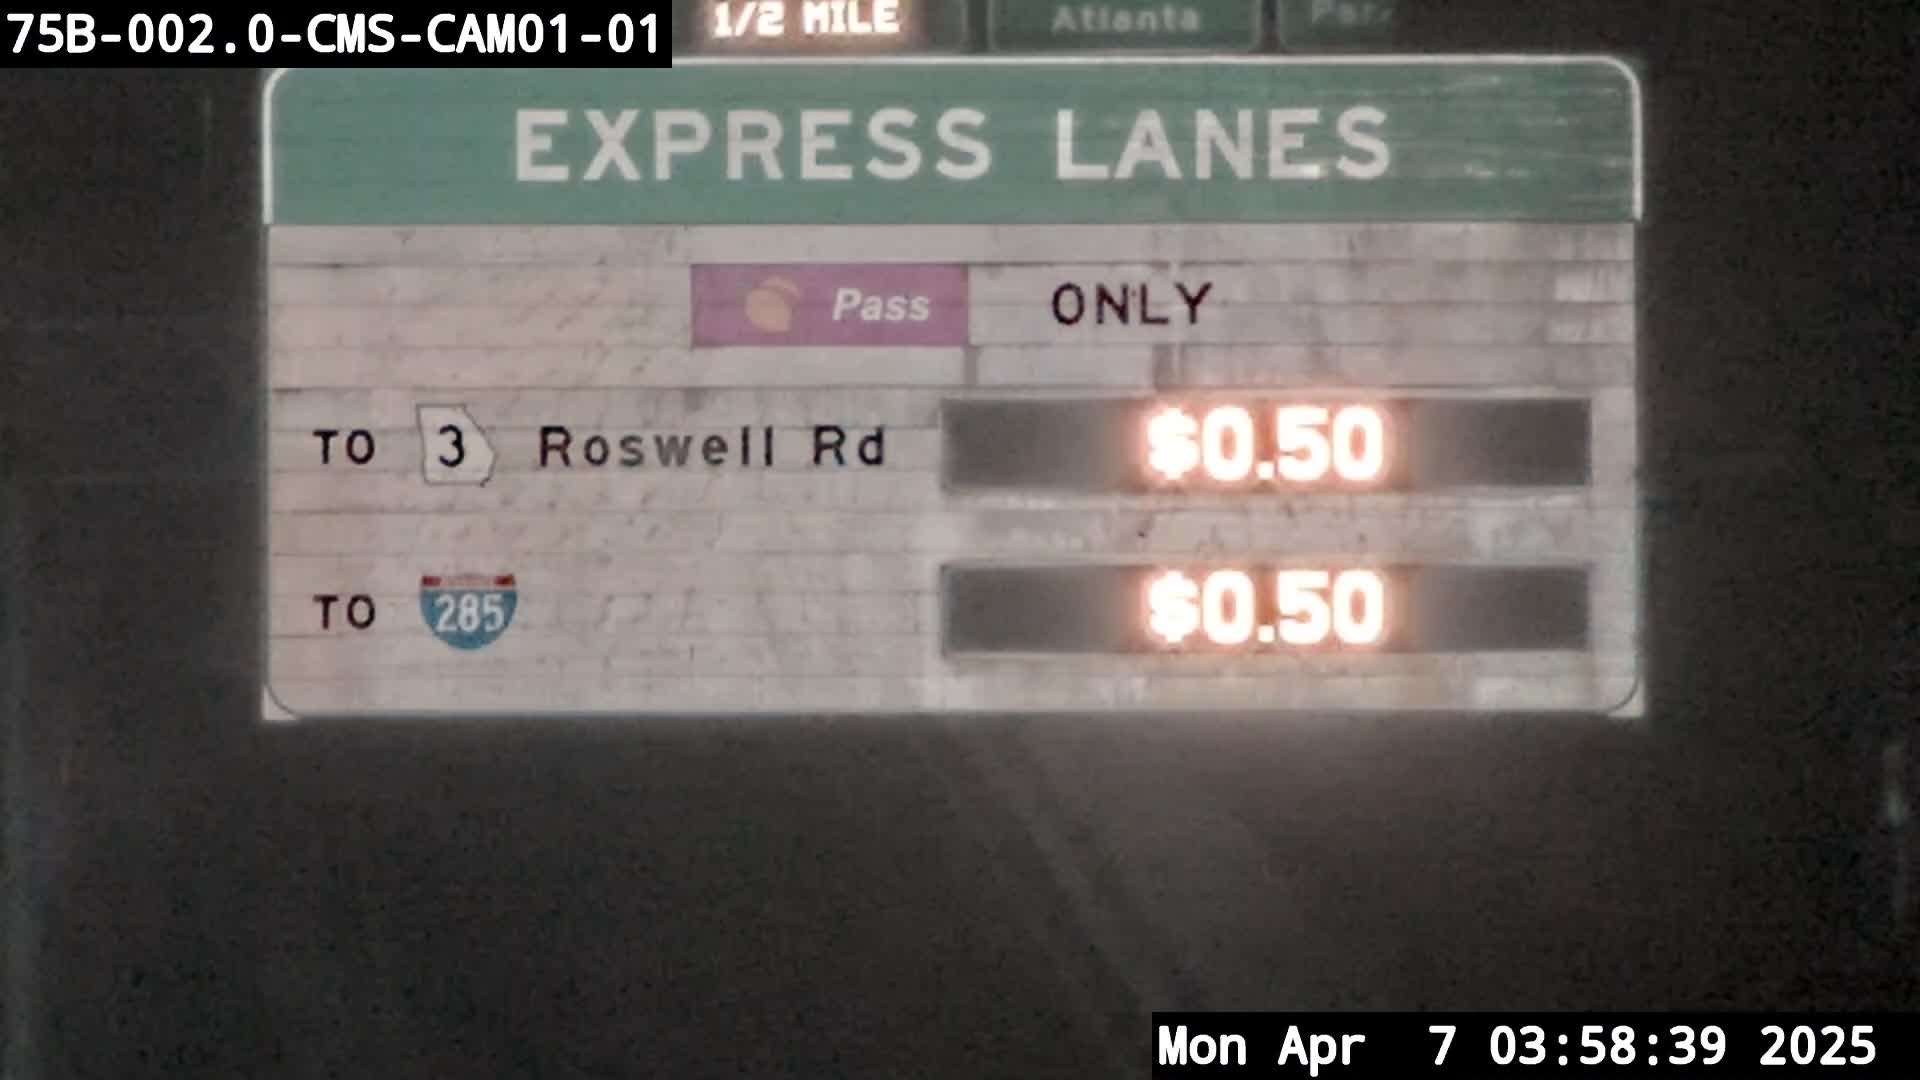 75B-002.0-CMS-CAM01-01
1/2 MILE
Atlanta
EXPRESS LANES
Pass ONLY
TO 3 Roswell Rd $0.50
TO 285 $0.50
Mon Apr 7 03:58:39 2025